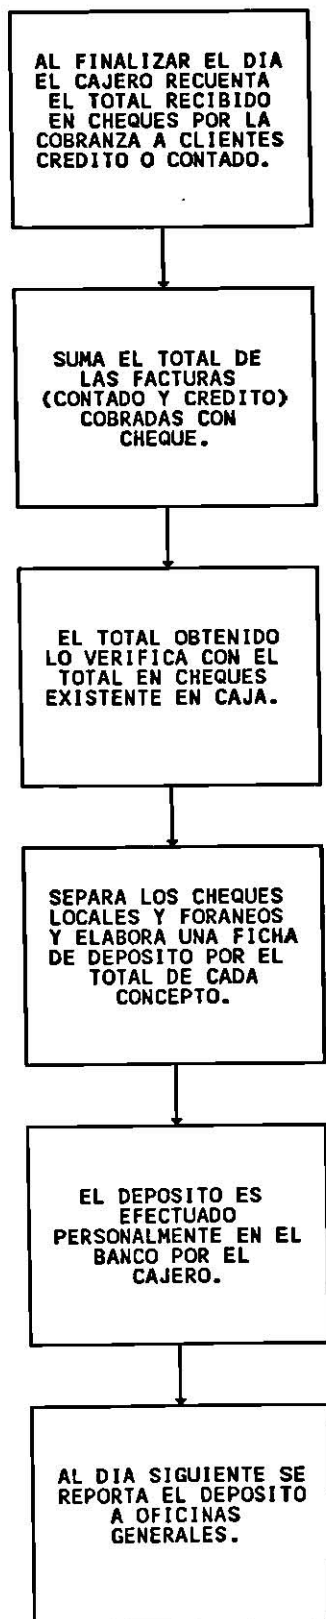 AL FINALIZAR EL DIA
EL CAJERO RECUENTA
EL TOTAL RECIBIDO
EN CHEQUES POR LA
COBRANZA A CLIENTES
CREDITO O CONTADO.
SUMA EL TOTAL DE
LAS FACTURAS
(CONTADO Y CREDITO)
COBRADAS CON
CHEQUE.
EL TOTAL OBTENIDO
LO VERIFICA CON EL
TOTAL EN CHEQUES
EXISTENTE EN CAJA.
SEPARA LOS CHEQUES
LOCALES Y FORANEOS
Y ELABORA UNA FICHA
DE DEPOSITO POR EL
TOTAL DE CADA
CONCEPTO.
EL DEPOSITO ES
EFECTUADO
PERSONALMENTE EN EL
BANCO POR EL
CAJERO.
AL DIA SIGUIENTE SE
REPORTA EL DEPOSITO
A OFICINAS
GENERALES.